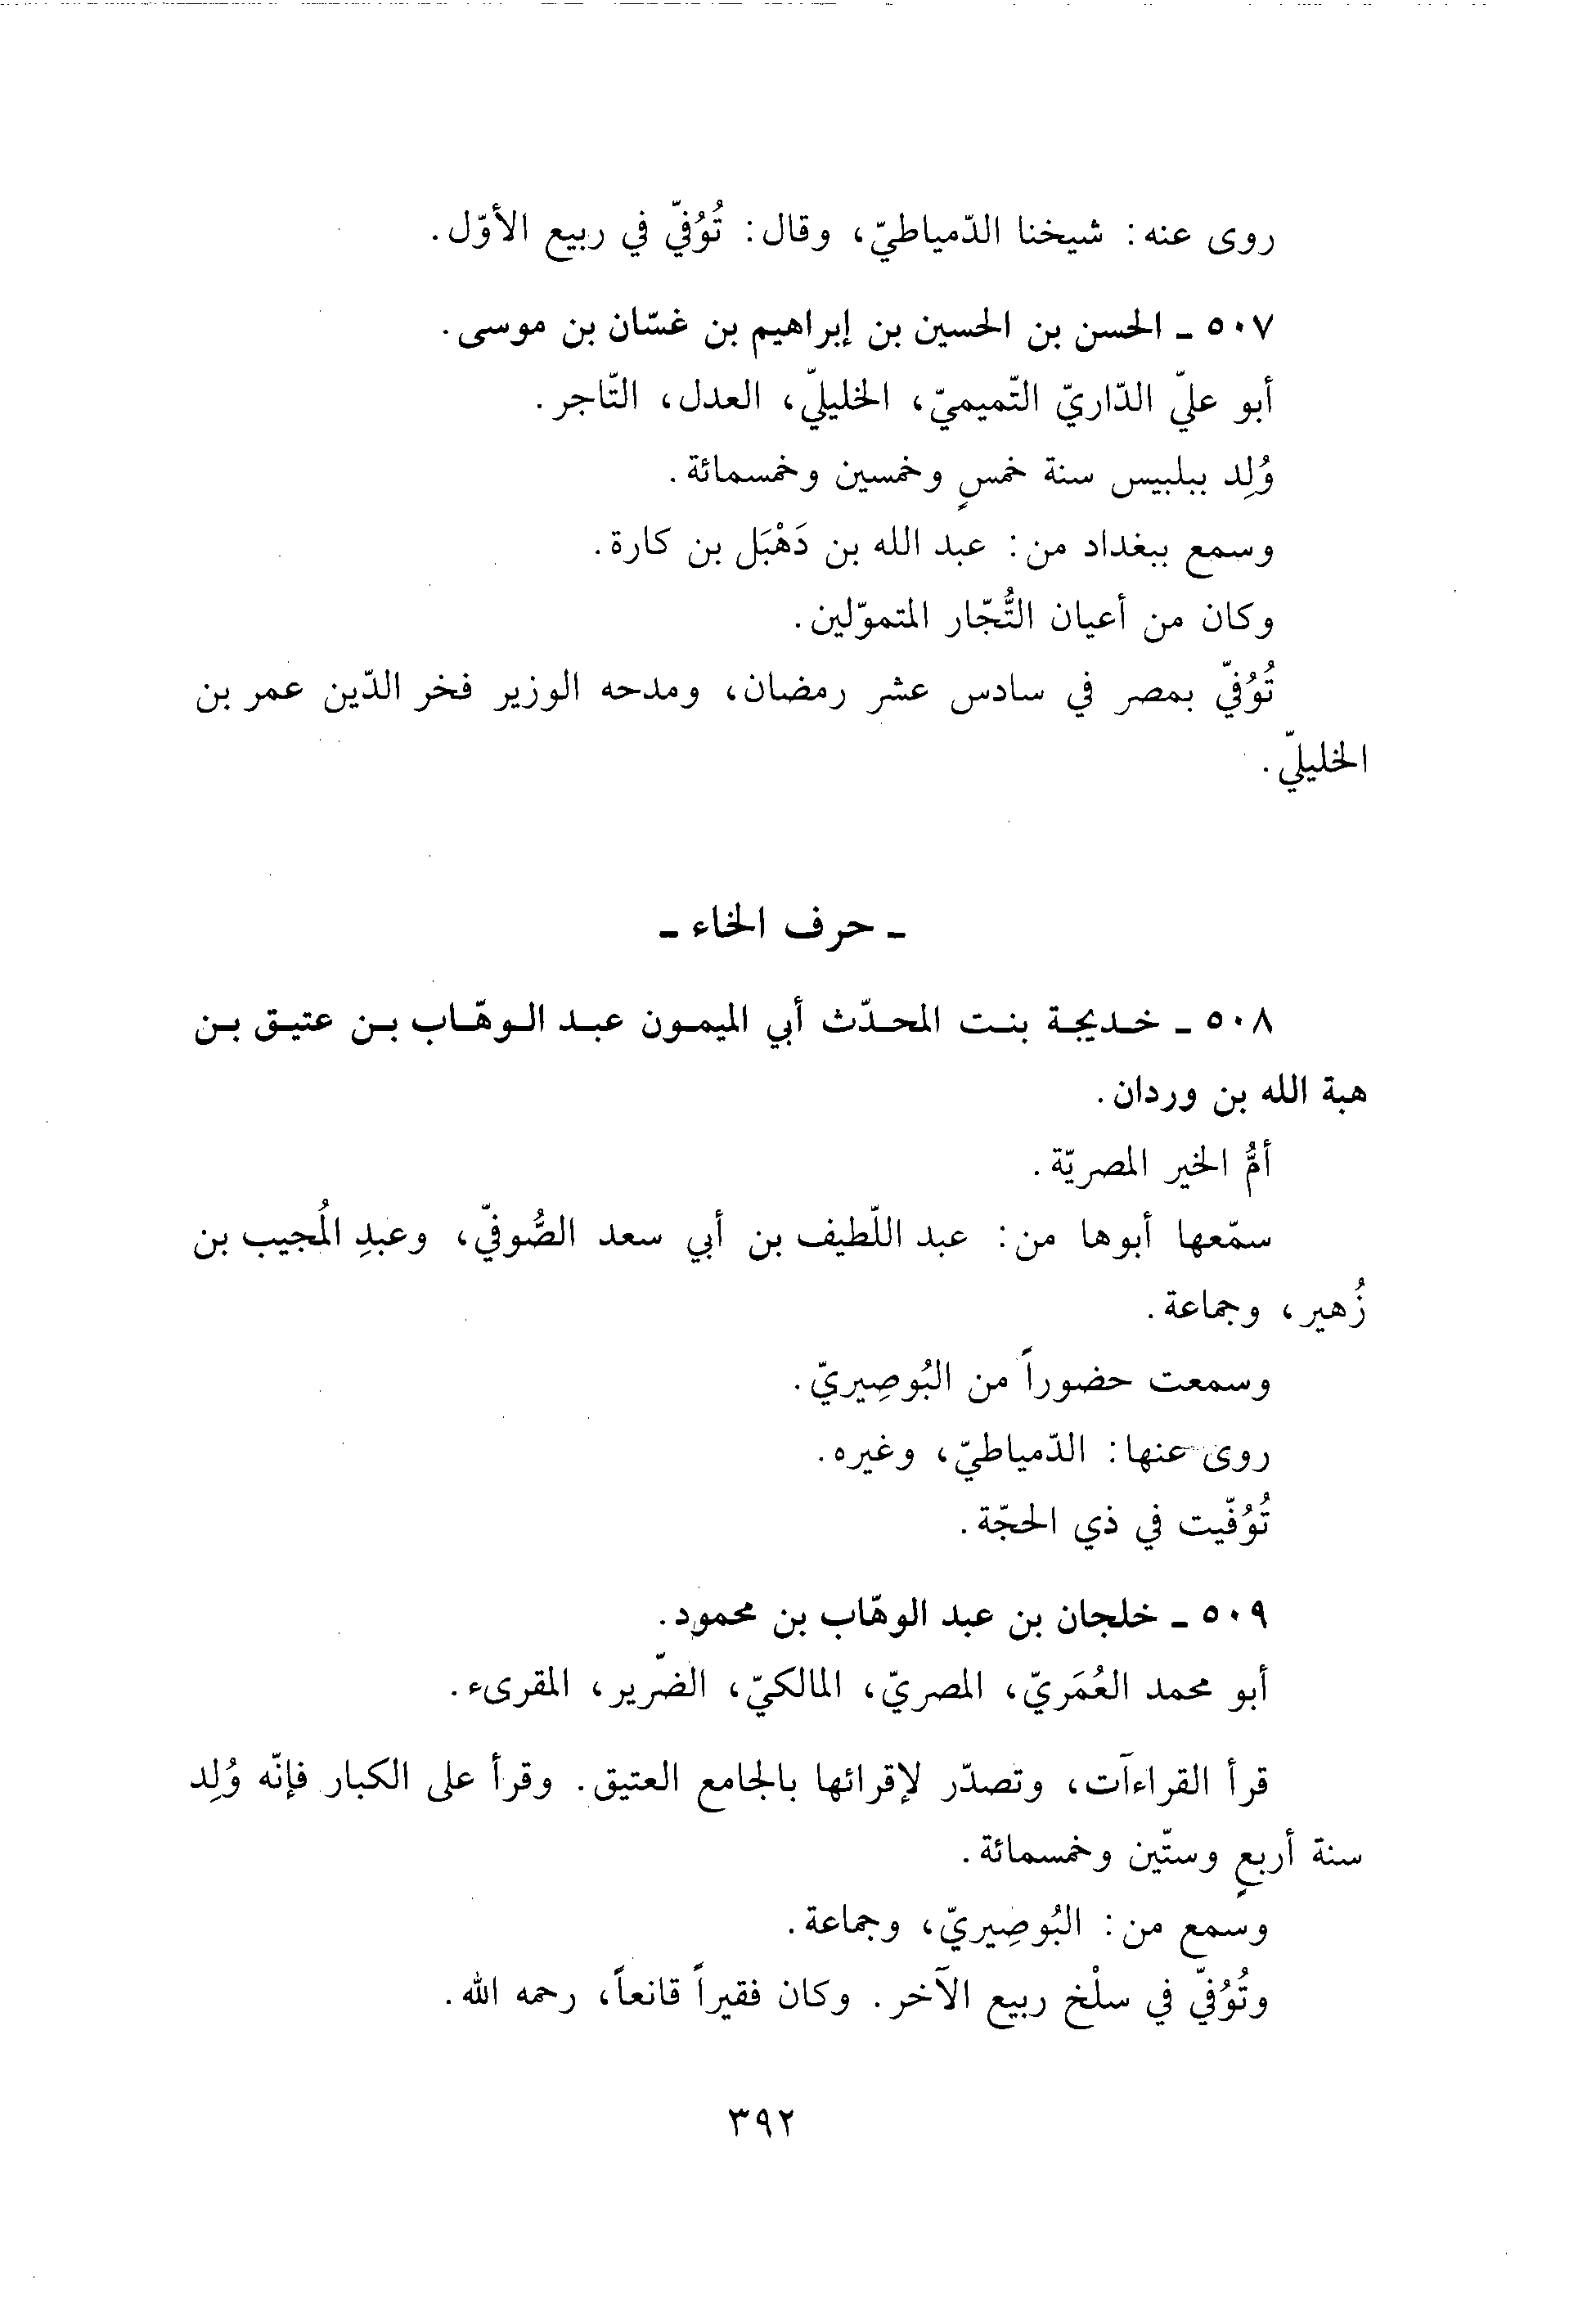 روى عنه: شيخنا الدّمياطيّ، وقال: تُوُفيّ في ربيع الأوّل.
٥٠٧ - الحسن بن الحسين بن إبراهيم بن غسّان بن موسى.
أبو عليّ الدّاريّ التّميميّ، الخليليّ، العدل، التّاجر.
وُلِد ببلبيس سنة خمسٍ وخمسين وخمسمائة.
وسمع ببغداد من: عبد الله بن دَهْبَل بن كارة.
وكان من أعيان التُّجّار المتموّلين.
تُوُفيّ بمصر في سادس عشر رمضان، ومدحه الوزير فخر الدّين عمر بن
الخليليّ.
- حرف الخاء -
٥٠٨ - خديجة بنت المحدّث أبي الميمون عبد الوهّاب بن عتيق بن
هبة الله بن وردان.
أمُّ الخير المصريّة.
سمّعها أبوها من: عبد اللّطيف بن أبي سعد الصُّوفيّ، وعبدِ المُجيب بن
زُهير، وجماعة.
وسمعت حضوراً من البُوصِيريّ.
روى عنها: الدّمياطيّ، وغيره.
تُوُفّيت في ذي الحجّة.
٥٠٩ - خلجان بن عبد الوهّاب بن محمود.
أبو محمد العُمَريّ، المصريّ، المالكيّ، الضّرير، المقرىء.
قرأ القراءآت، وتصدّر لإقرائها بالجامع العتيق. وقرأ على الكبار فإنّه وُلِد
سنة أربعٍ وستّين وخمسمائة.
وسمع من: البُوصِيريّ، وجماعة.
وتُوُفيّ في سلْخ ربيع الآخر. وكان فقيراً قانعاً، رحمه الله.
٣٩٢